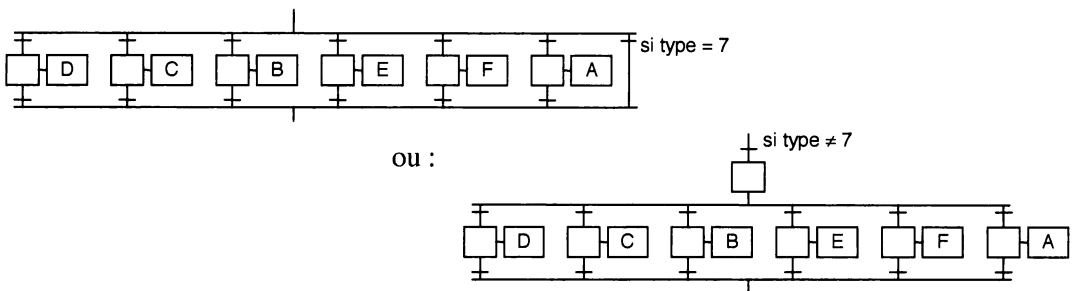 si type = 7
D C B E F A
ou :
si type ≠ 7
D C B E F A